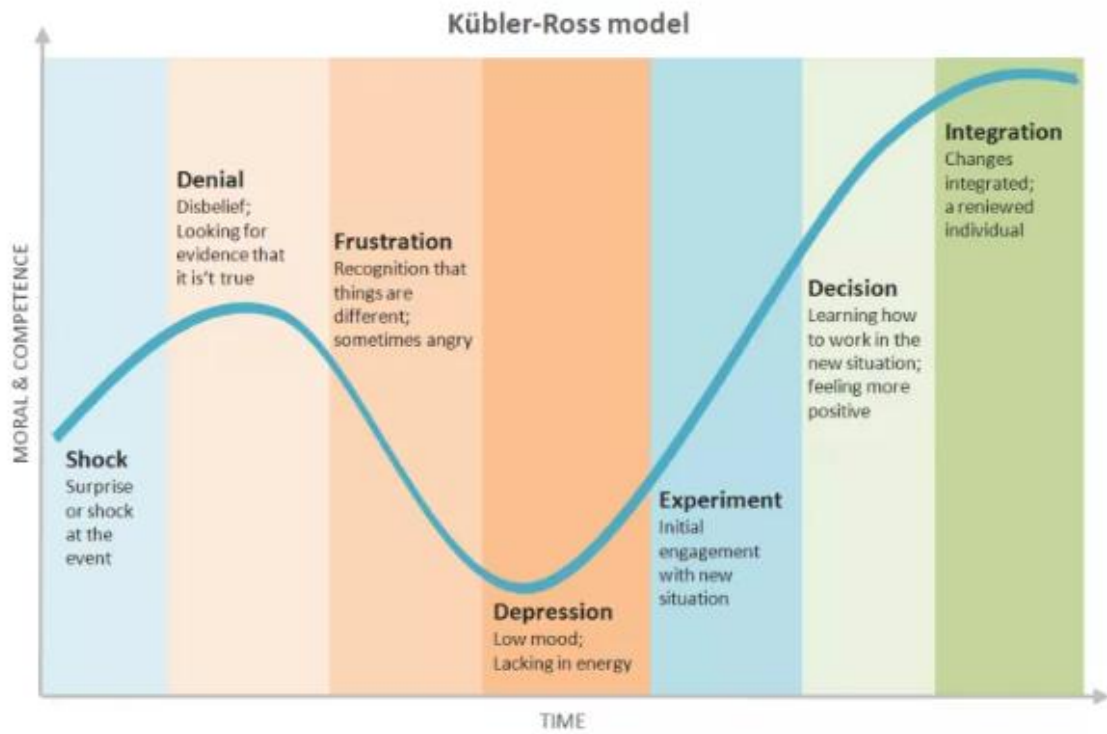 Kübler-Ross model
MORAL & COMPETENCE
Shock
Surprise
or shock
at the
event
Denial
Disbelief;
Looking for
evidence that
it is't true
Frustration
Recognition that
things are
different;
sometimes angry
Depression
Low mood;
Lacking in energy
Experiment
Initial
engagement
with new
situation
Decision
Learning how
to work in the
new situation;
feeling more
positive
Integration
Changes
integrated;
a reniewed
individual
TIME